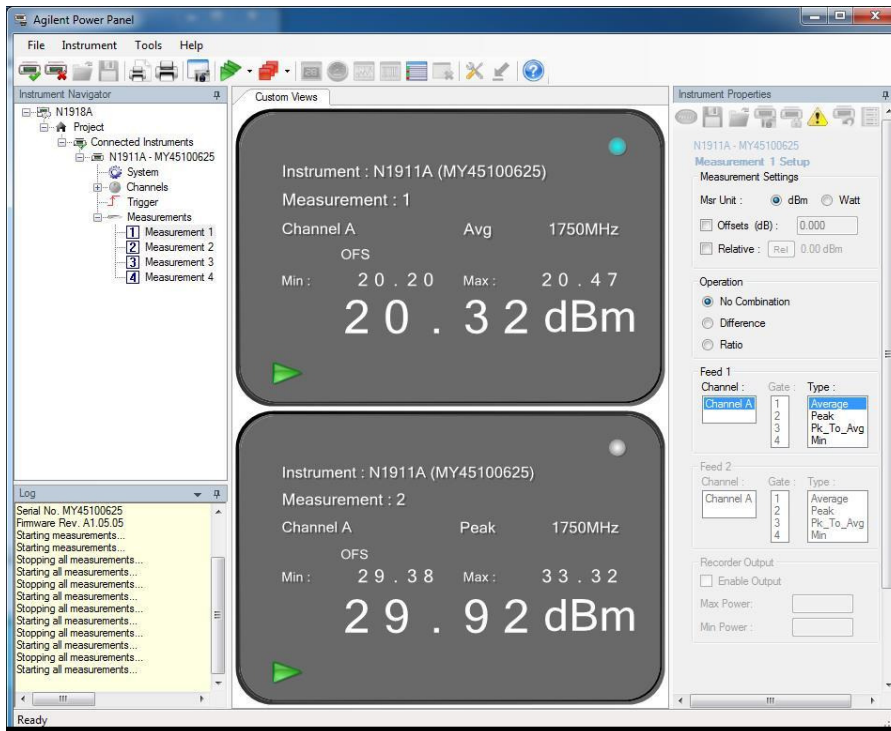 Agilent Power Panel
File Instrument Tools Help
Instrument Navigator
N1918A
Project
Connected Instruments
N1911A - MY45100625
System
Channels
Trigger
Measurements
1 Measurement 1
2 Measurement 2
3 Measurement 3
4 Measurement 4
Log
Serial No. MY45100625
Firmware Rev. A1.05.05
Starting measurements...
Starting measurements...
Stopping all measurements...
Starting all measurements...
Stopping all measurements...
Starting all measurements...
Stopping all measurements...
Starting all measurements...
Stopping all measurements...
Starting all measurements...
Stopping all measurements...
Starting all measurements...
Custom Views
Instrument : N1911A (MY45100625)
Measurement : 1
Channel A Avg 1750MHz
OFS
Min : 20.20 Max : 20.47
20.32 dBm
Instrument : N1911A (MY45100625)
Measurement : 2
Channel A Peak 1750MHz
OFS
Min : 29.38 Max : 33.32
29.92 dBm
Instrument Properties
N1911A - MY45100625
Measurement 1 Setup
Measurement Settings
Msr Unit : dBm Watt
Offsets (dB) : 0.000
Relative : Rel 0.00 dBm
Operation
No Combination
Difference
Ratio
Feed 1
Channel : Gate : Type :
Channel A 1 Average
2 Peak
3 Pk_To_Avg
4 Min
Feed 2
Channel : Gate : Type :
Channel A 1 Average
2 Peak
3 Pk_To_Avg
4 Min
Recorder Output
Enable Output
Max Power:
Min Power :
Ready